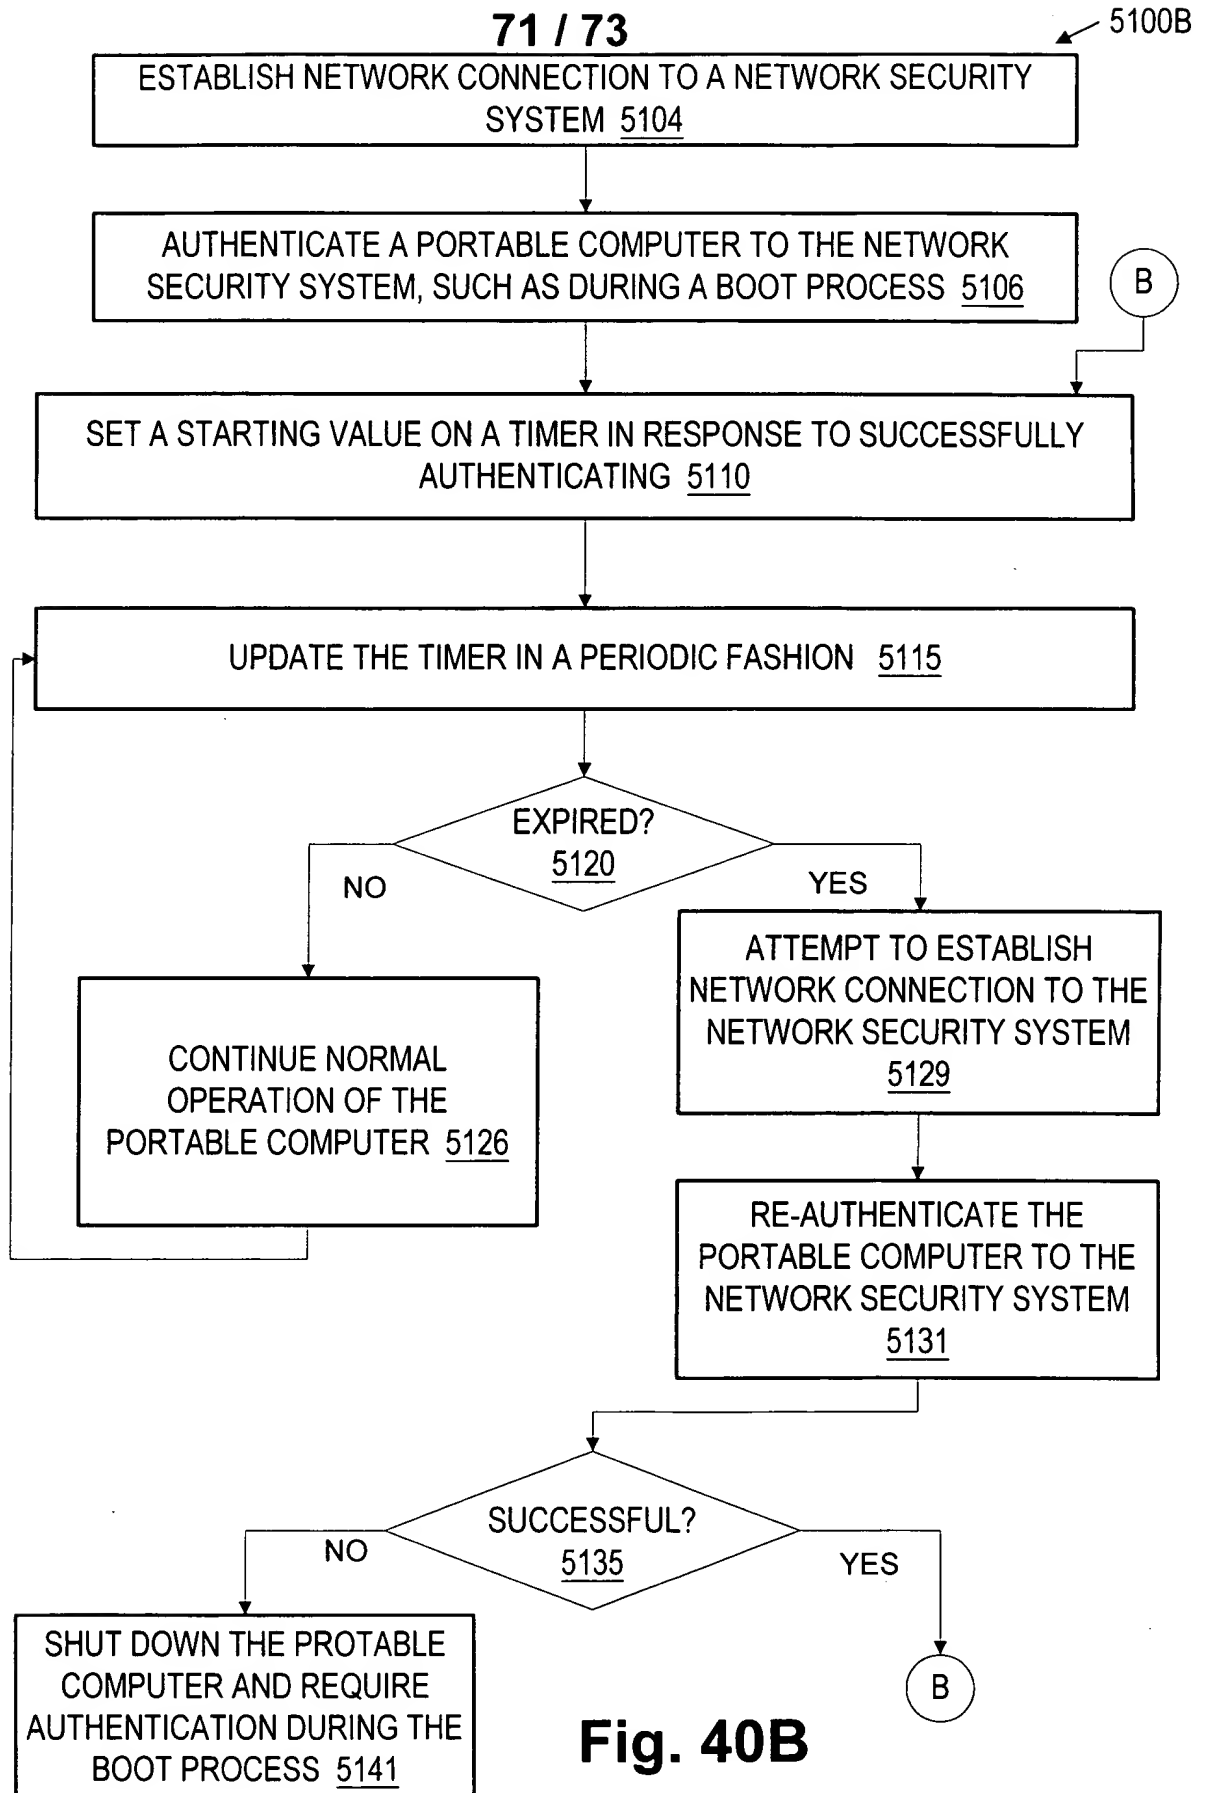 71 / 73
5100B
ESTABLISH NETWORK CONNECTION TO A NETWORK SECURITY
SYSTEM 5104
AUTHENTICATE A PORTABLE COMPUTER TO THE NETWORK
SECURITY SYSTEM, SUCH AS DURING A BOOT PROCESS 5106
B
SET A STARTING VALUE ON A TIMER IN RESPONSE TO SUCCESSFULLY
AUTHENTICATING 5110
UPDATE THE TIMER IN A PERIODIC FASHION 5115
EXPIRED?
5120
NO
YES
CONTINUE NORMAL
OPERATION OF THE
PORTABLE COMPUTER 5126
ATTEMPT TO ESTABLISH
NETWORK CONNECTION TO THE
NETWORK SECURITY SYSTEM
5129
RE-AUTHENTICATE THE
PORTABLE COMPUTER TO THE
NETWORK SECURITY SYSTEM
5131
SUCCESSFUL?
5135
NO
YES
SHUT DOWN THE PROTABLE
COMPUTER AND REQUIRE
AUTHENTICATION DURING THE
BOOT PROCESS 5141
B
Fig. 40B